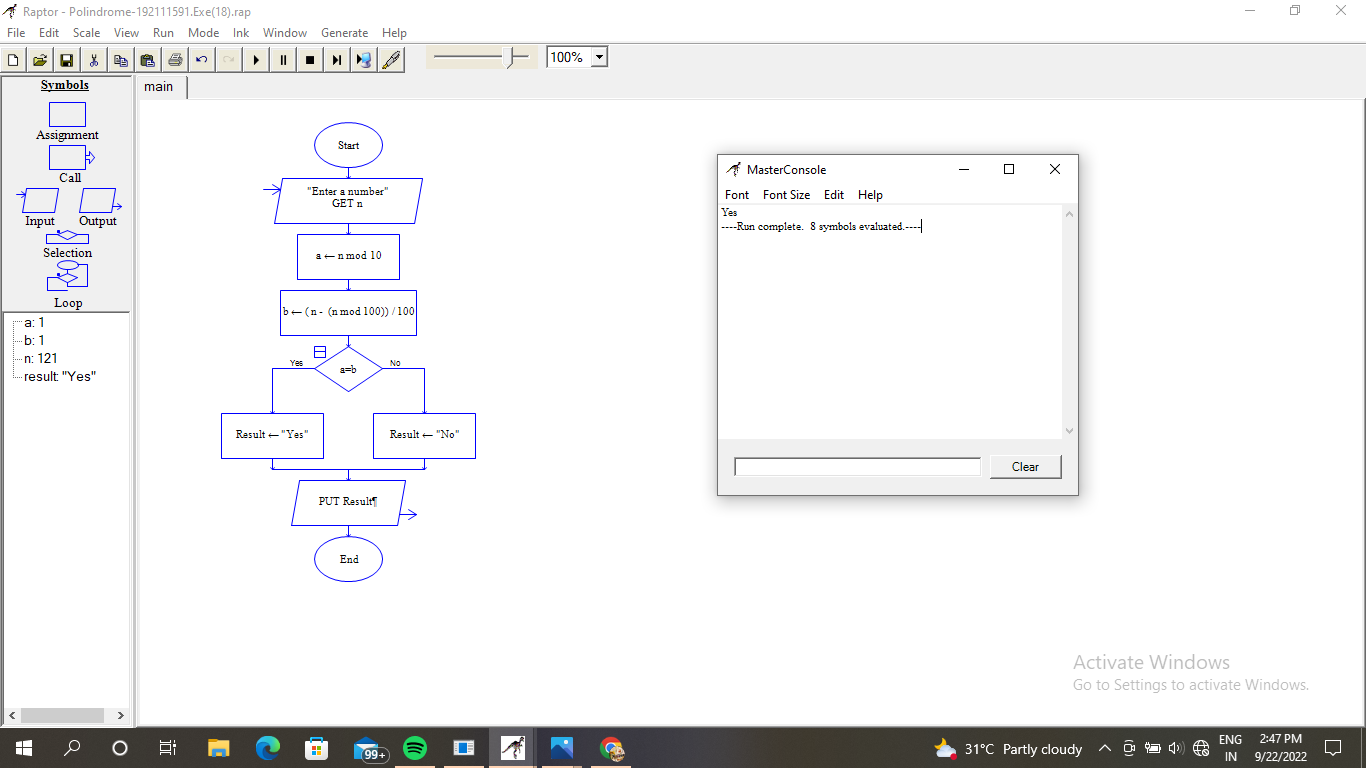 Raptor - Polindrome-192111591.Exe(18).rap
File Edit Scale View Run Mode Ink Window Generate Help
100%
Symbols
Assignment
Call
Input Output
Selection
Loop
a: 1
b: 1
n: 121
result: "Yes"
main
Start
"Enter a number"
GET n
a ← n mod 10
b ← ( n - (n mod 100)) / 100
Yes No
a=b
Result ← "Yes" Result ← "No"
PUT Result¶
End
MasterConsole
Font Font Size Edit Help
Yes
----Run complete. 8 symbols evaluated.----
Clear
Activate Windows
Go to Settings to activate Windows.
99+
31°C Partly cloudy
ENG
IN
2:47 PM
9/22/2022